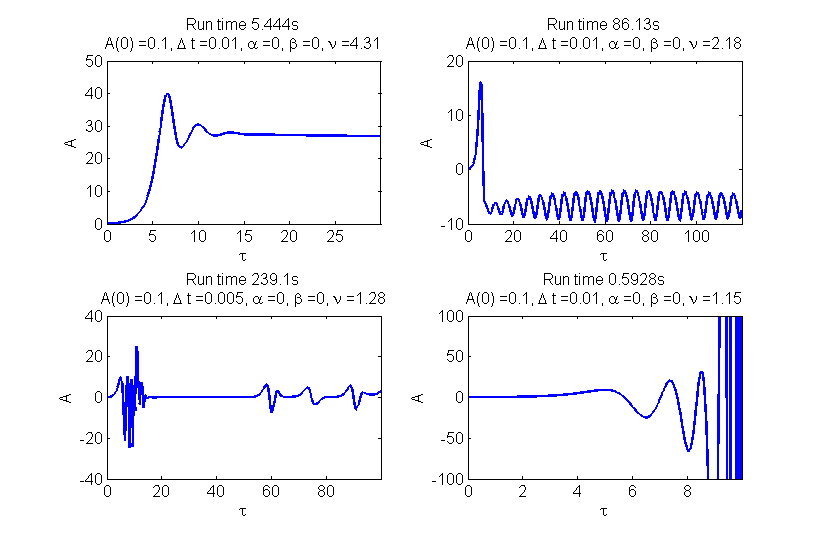 Run time 5.444s
A(0) =0.1, Δ t =0.01, α =0, β =0, ν =4.31
50
40
30
20
10
0
A
0 5 10 15 20 25
τ
Run time 86.13s
A(0) =0.1, Δ t =0.01, α =0, β =0, ν =2.18
20
10
0
-10
A
0 20 40 60 80 100
τ
Run time 239.1s
A(0) =0.1, Δ t =0.005, α =0, β =0, ν =1.28
40
20
0
-20
-40
A
0 20 40 60 80
τ
Run time 0.5928s
A(0) =0.1, Δ t =0.01, α =0, β =0, ν =1.15
100
50
0
-50
-100
A
0 2 4 6 8
τ